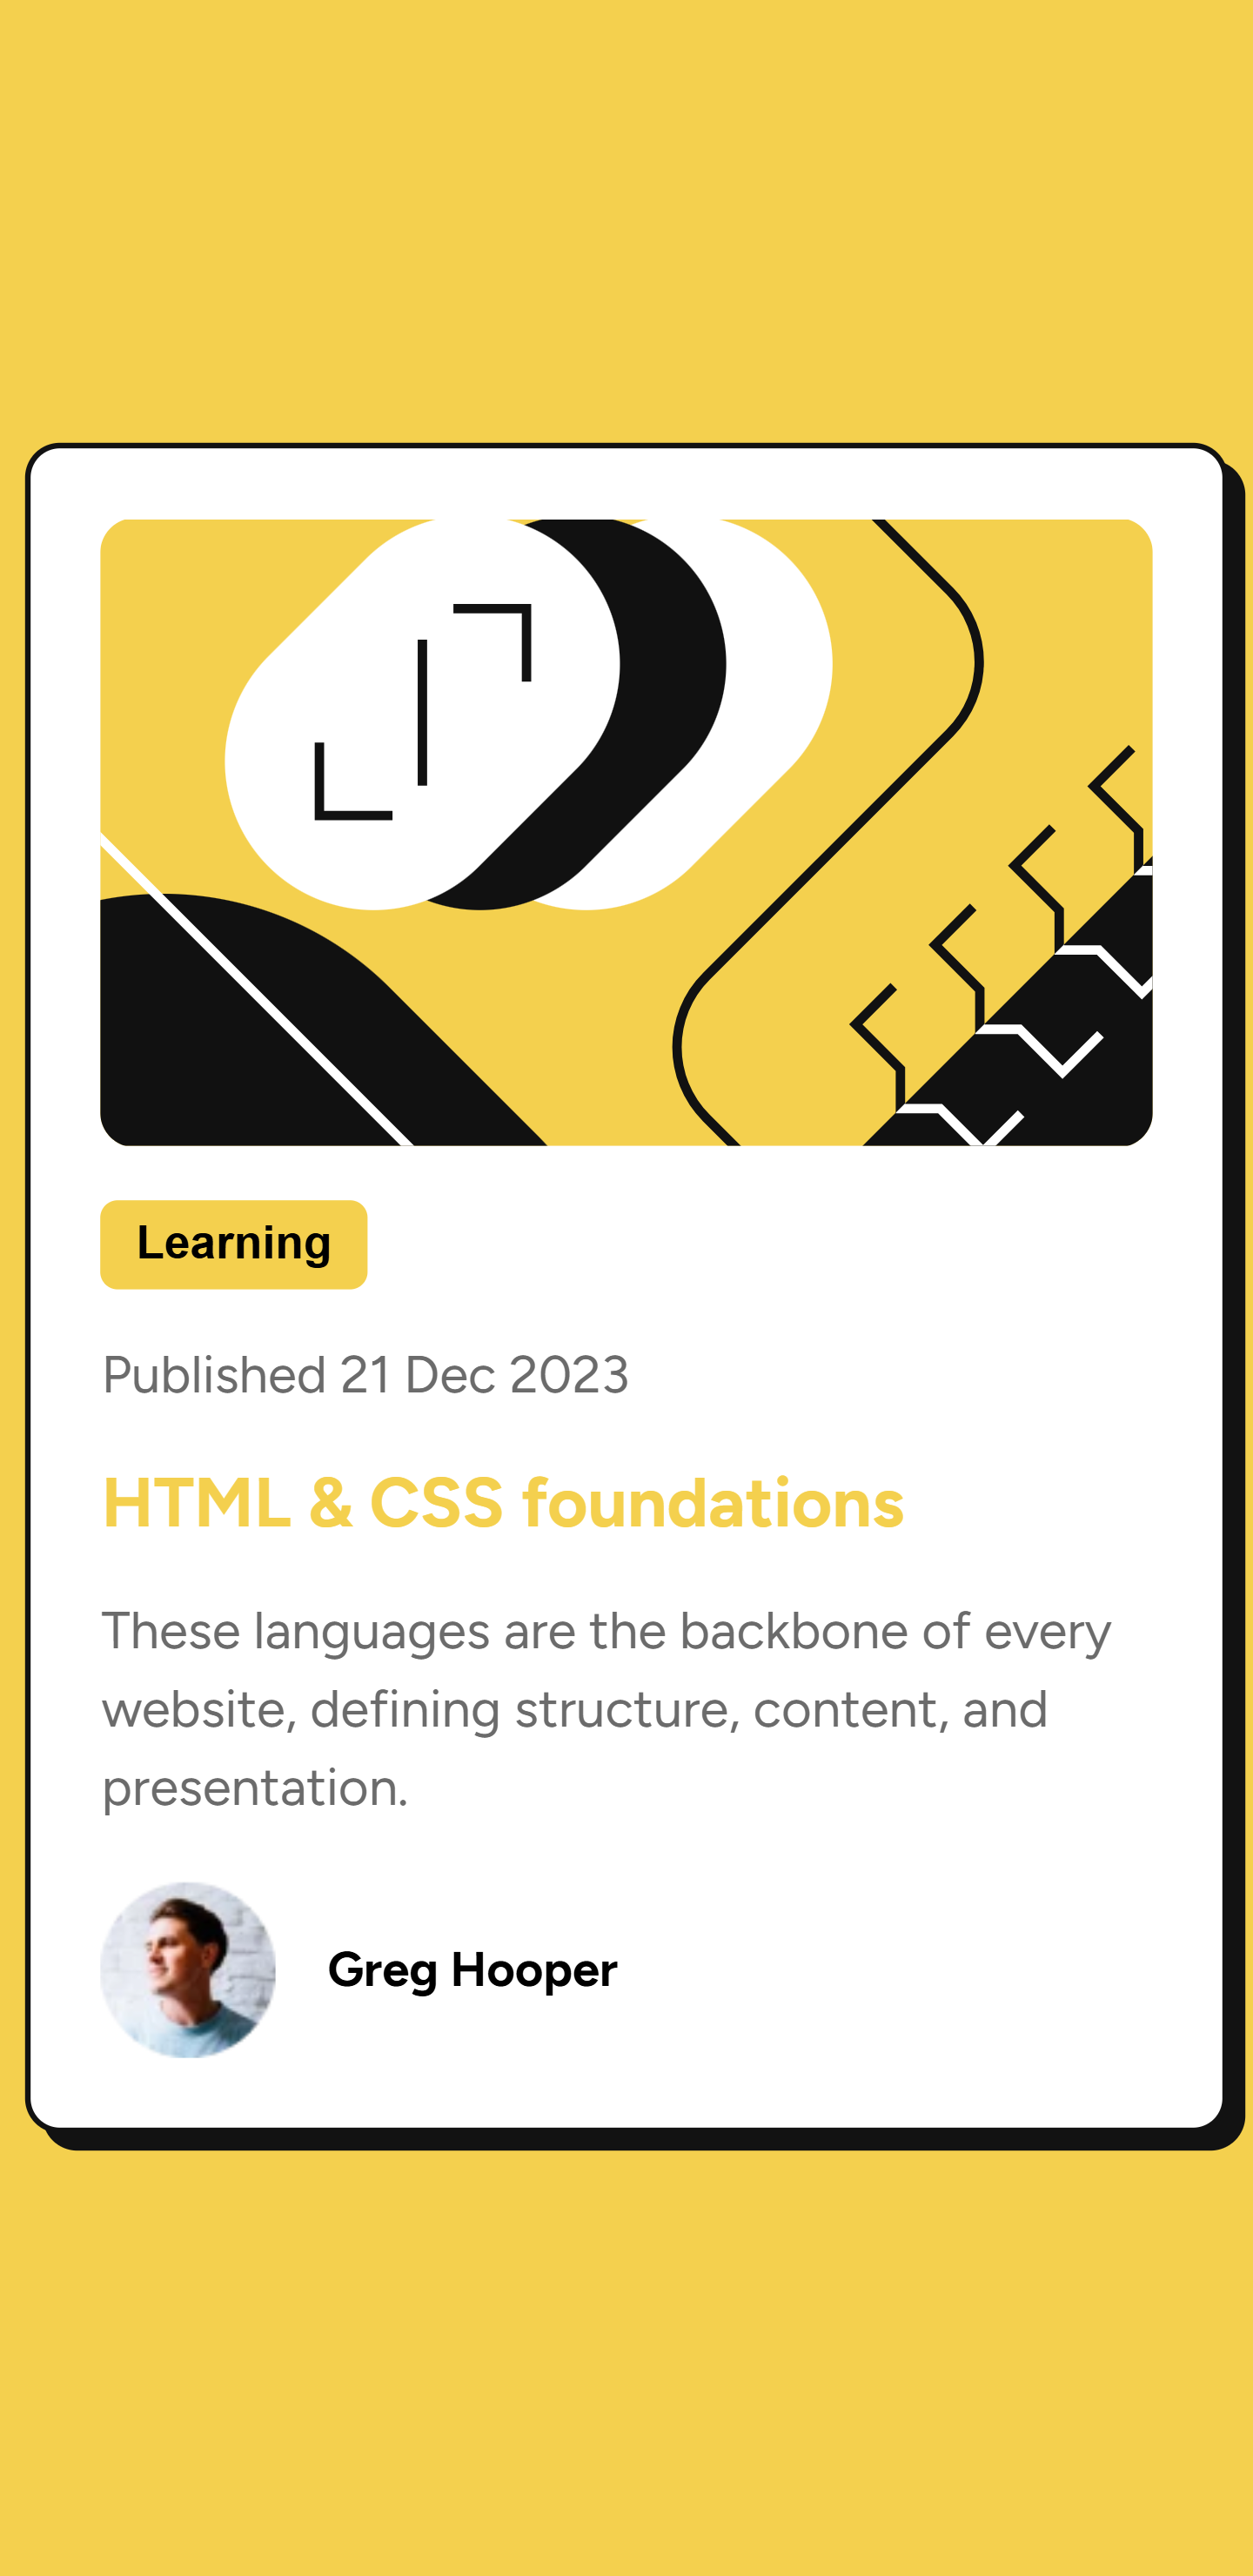 Learning
Published 21 Dec 2023
HTML & CSS foundations
These languages are the backbone of every
website, defining structure, content, and
presentation.
Greg Hooper